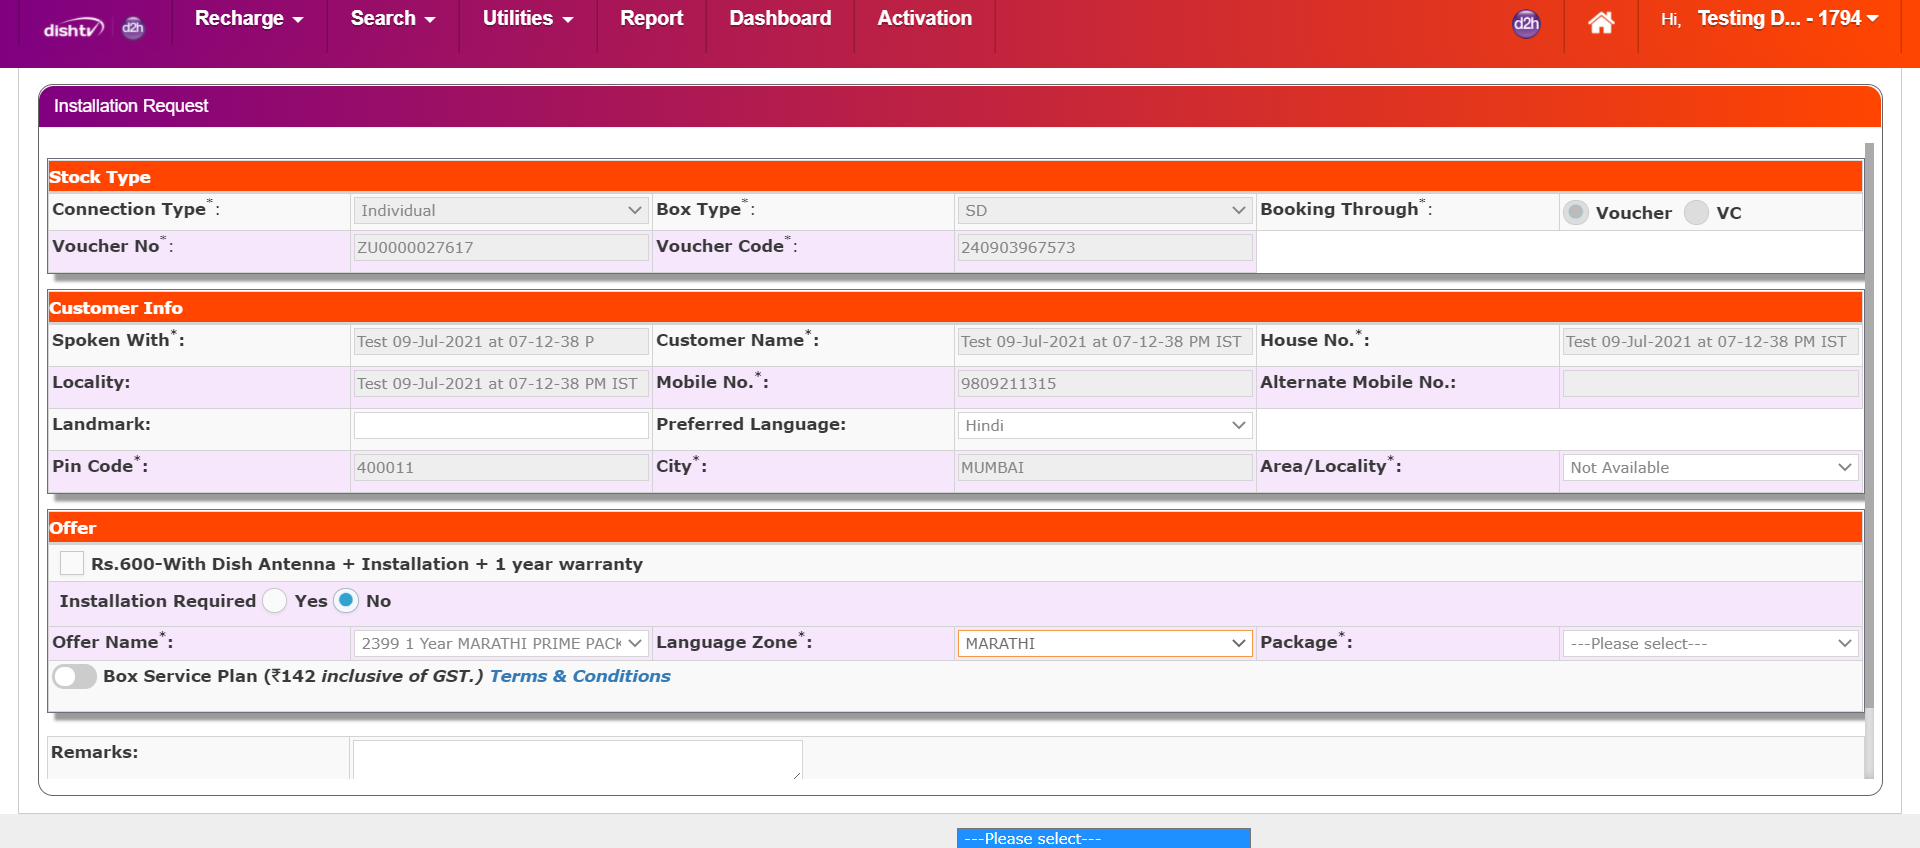 dishtv d2h Recharge Search Utilities Report Dashboard Activation d2h Hi, Testing D... - 1794
Installation Request
Stock Type
Connection Type*: Individual Box Type*: SD Booking Through*: Voucher VC
Voucher No*: ZU0000027617 Voucher Code*: 240903967573
Customer Info
Spoken With*: Test 09-Jul-2021 at 07-12-38 P Customer Name*: Test 09-Jul-2021 at 07-12-38 PM IST House No.*: Test 09-Jul-2021 at 07-12-38 PM IST
Locality: Test 09-Jul-2021 at 07-12-38 PM IST Mobile No.*: 9809211315 Alternate Mobile No.:
Landmark: Preferred Language: Hindi
Pin Code*: 400011 City*: MUMBAI Area/Locality*: Not Available
Offer
Rs.600-With Dish Antenna + Installation + 1 year warranty
Installation Required Yes No
Offer Name*: 2399 1 Year MARATHI PRIME PACK Language Zone*: MARATHI Package*: ---Please select---
Box Service Plan (₹142 inclusive of GST.) Terms & Conditions
Remarks:
---Please select---